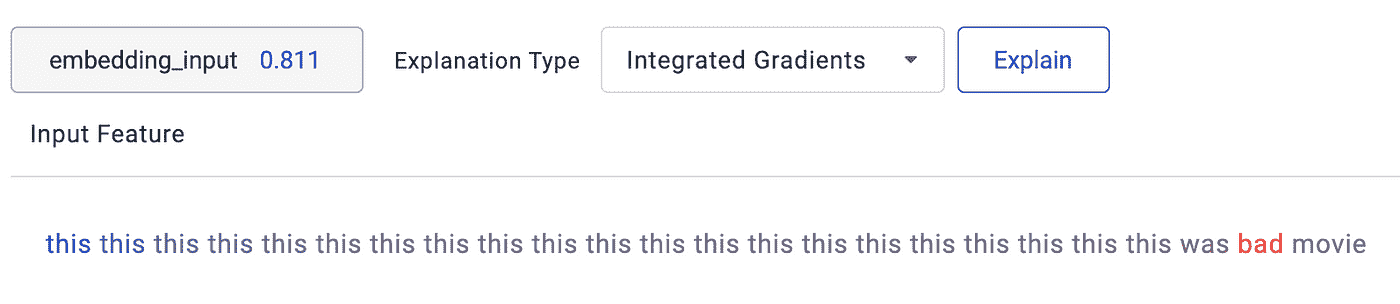 embedding_input 0.811 Explanation Type Integrated Gradients Explain
Input Feature
this this this this this this this this this this this this this this this this this this this this this was bad movie